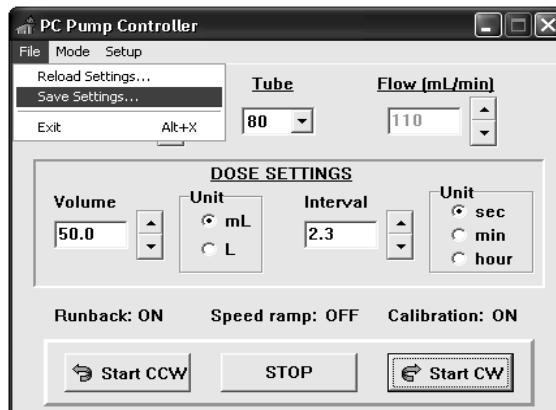 PC Pump Controller
File Mode Setup
Reload Settings...
Save Settings...
Exit Alt+X
Tube Flow (mL/min)
80 110
DOSE SETTINGS
Volume Unit Interval Unit
50.0 mL 2.3 sec
L min
hour
Runback: ON Speed ramp: OFF Calibration: ON
Start CCW STOP Start CW